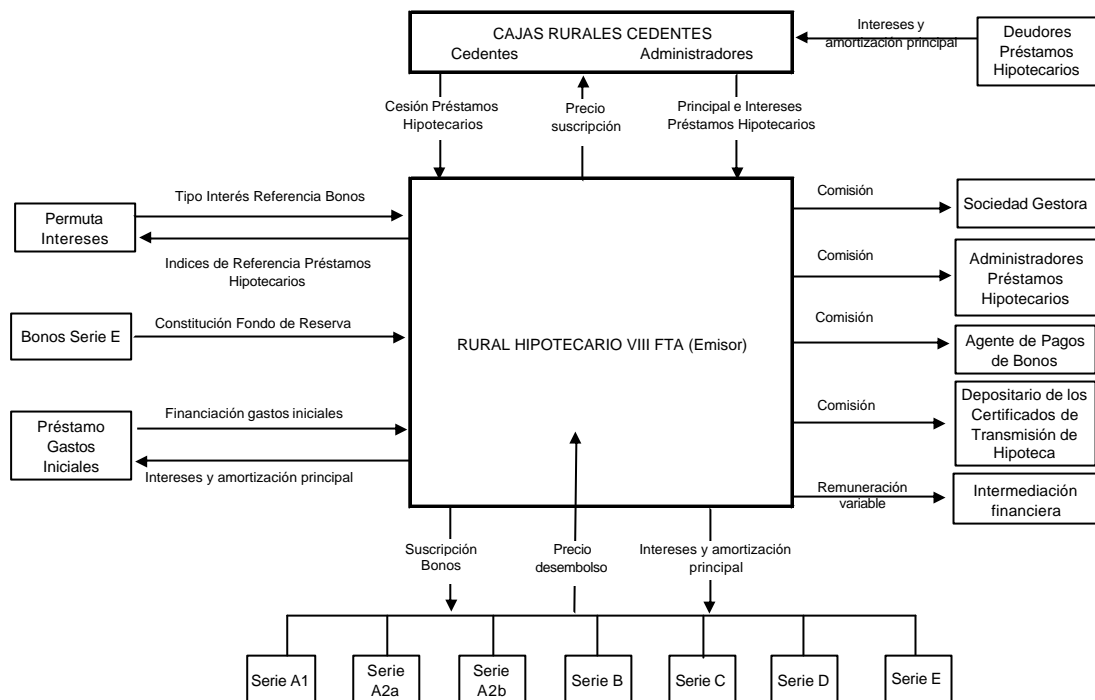 CAJAS RURALES CEDENTES
Cedentes Administradores
Intereses y
amortización principal
Deudores
Préstamos
Hipotecarios
Cesión Préstamos
Hipotecarios
Precio
suscripción
Principal e Intereses
Préstamos Hipotecarios
Tipo Interés Referencia Bonos
Permuta
Intereses
Indices de Referencia Préstamos
Hipotecarios
Bonos Serie E
Constitución Fondo de Reserva
Préstamo
Gastos
Iniciales
Financiación gastos iniciales
Intereses y amortización principal
RURAL HIPOTECARIO VIII FTA (Emisor)
Comisión
Sociedad Gestora
Comisión
Administradores
Préstamos
Hipotecarios
Comisión
Agente de Pagos
de Bonos
Comisión
Depositario de los
Certificados de
Transmisión de
Hipoteca
Remuneración
variable
Intermediación
financiera
Suscripción
Bonos
Precio
desembolso
Intereses y amortización
principal
Serie A1
Serie
A2a
Serie
A2b
Serie B
Serie C
Serie D
Serie E